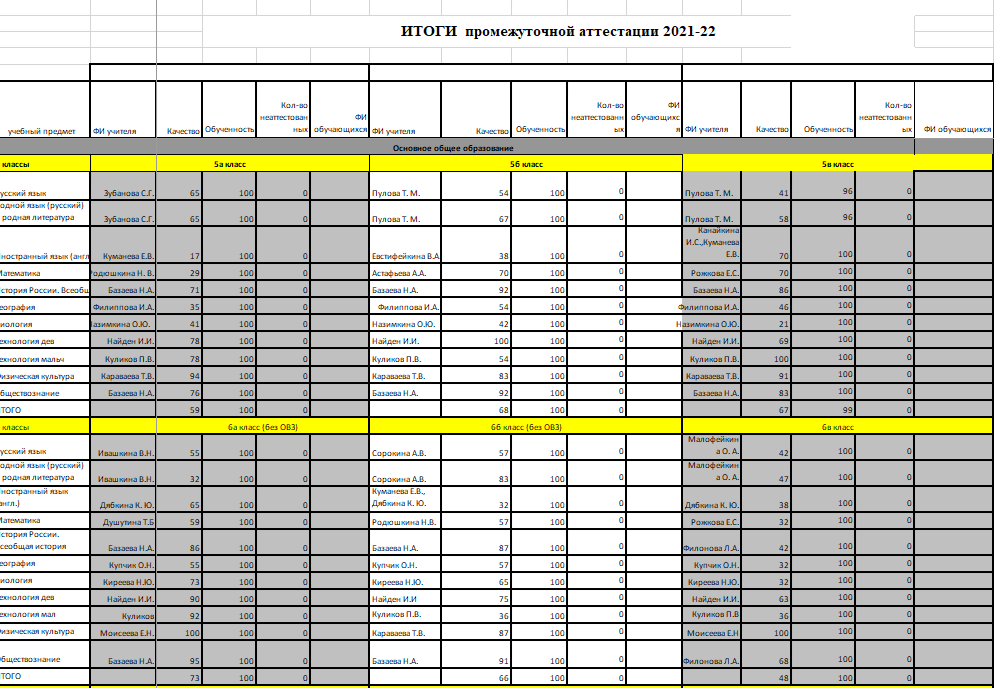 ИТОГИ промежуточной аттестации 2021-22
учебный предмет ФИ учителя Качество Обученность Кол-во неаттестованных ФИ обучающихся ФИ учителя Качество Обученность Кол-во неаттестованных ФИ обучающихся ФИ учителя Качество Обученность Кол-во неаттестованных ФИ обучающихся
Основное общее образование
классы 5а класс 5б класс 5в класс
усский язык Зубанова С.Г. 65 100 0 Пулова Т. М. 54 100 0 Пулова Т. М. 41 96 0
одной язык (русский)
родная литература Зубанова С.Г. 65 100 0 Пулова Т. М. 67 100 0 Пулова Т. М. 58 96 0
ностранный язык (англ Куманева Е.В. 17 100 0 Евстифейкина В.А 38 100 0 Канайкина И.С.,Куманева Е.В. 70 100 0
Математика Родюшкина Н. В. 29 100 0 Астафьева А.А. 70 100 0 Рожкова Е.С. 70 100 0
стория России. Всеобщ Базаева Н.А. 71 100 0 Базаева Н.А. 92 100 0 Базаева Н.А. 86 100 0
еография Филиппова И.А. 35 100 0 Филиппова И.А. 54 100 0 Филиппова И.А. 46 100 0
иология Назимкина О.Ю. 41 100 0 Назимкина О.Ю. 42 100 0 Назимкина О.Ю. 21 100 0
ехнология дев Найден И.И. 78 100 0 Найден И.И. 100 100 0 Найден И.И. 69 100 0
ехнология мальч Куликов П.В. 78 100 0 Куликов П.В. 54 100 0 Куликов П.В. 100 100 0
изическая культура Караваева Т.В. 94 100 0 Караваева Т.В. 83 100 0 Караваева Т.В. 91 100 0
бществознание Базаева Н.А. 76 100 0 Базаева Н.А. 92 100 0 Базаева Н.А. 83 100 0
ТОГО 59 100 0 68 100 0 67 99 0
классы 6а класс (без ОВЗ) 6б класс (без ОВЗ) 6в класс
усский язык Ивашкина В.Н. 55 100 0 Сорокина А.В. 57 100 0 Малофейкина О. А. 42 100 0
одной язык (русский)
родная литература Ивашкина В.Н. 32 100 0 Сорокина А.В. 83 100 0 Малофейкина О. А. 47 100 0
ностранный язык
англ.) Дябкина К. Ю. 65 100 0 Куманева Е.В., Дябкина К. Ю. 32 100 0 Дябкина К. Ю. 38 100 0
Математика Душутина Т.Б 59 100 0 Родюшкина Н.В. 57 100 0 Рожкова Е.С. 32 100 0
стория России.
сеобщая история Базаева Н.А. 86 100 0 Базаева Н.А. 87 100 0 Филонова Л.А. 42 100 0
еография Купчик О.Н. 55 100 0 Купчик О.Н. 57 100 0 Купчик О.Н. 32 100 0
иология Киреева Н.Ю. 73 100 0 Киреева Н.Ю. 65 100 0 Киреева Н.Ю. 32 100 0
ехнология дев Найден И.И. 90 100 0 Найден И.И 75 100 0 Найден И.И. 63 100 0
ехнология мал Куликов 92 100 0 Куликов П.В. 36 100 0 Куликов П.В 36 100 0
изическая культура Моисеева Е.Н. 100 100 0 Караваева Т.В. 87 100 0 Моисеева Е.Н 100 100 0
бществознание Базаева Н.А. 95 100 0 Базаева Н.А. 91 100 0 Филонова Л.А. 68 100 0
ТОГО 73 100 0 66 100 0 48 100 0